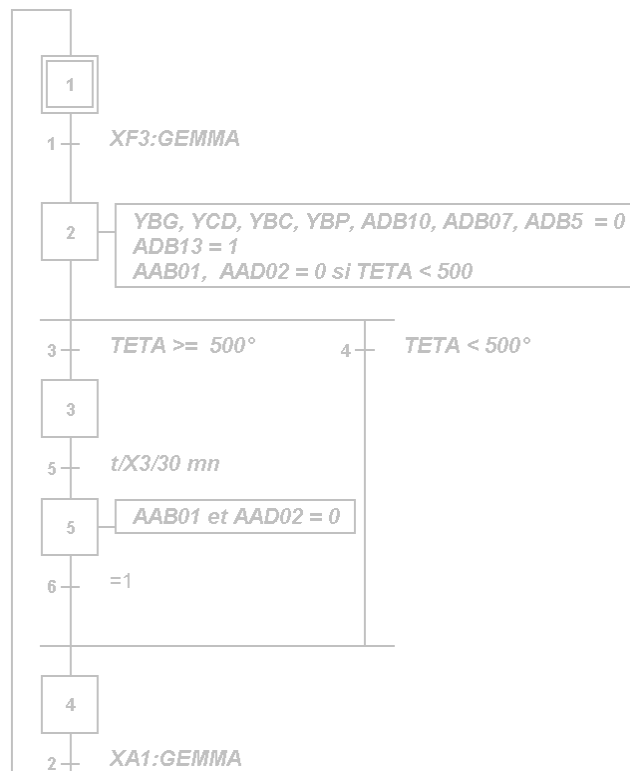 1
1 XF3:GEMMA
2
YBG, YCD, YBC, YBP, ADB10, ADB07, ADB5 = 0
ADB13 = 1
AAB01, AAD02 = 0 si TETA < 500
3 TETA >= 500°
4 TETA < 500°
3
5 t/X3/30 mn
5
AAB01 et AAD02 = 0
6 =1
4
2 XA1:GEMMA